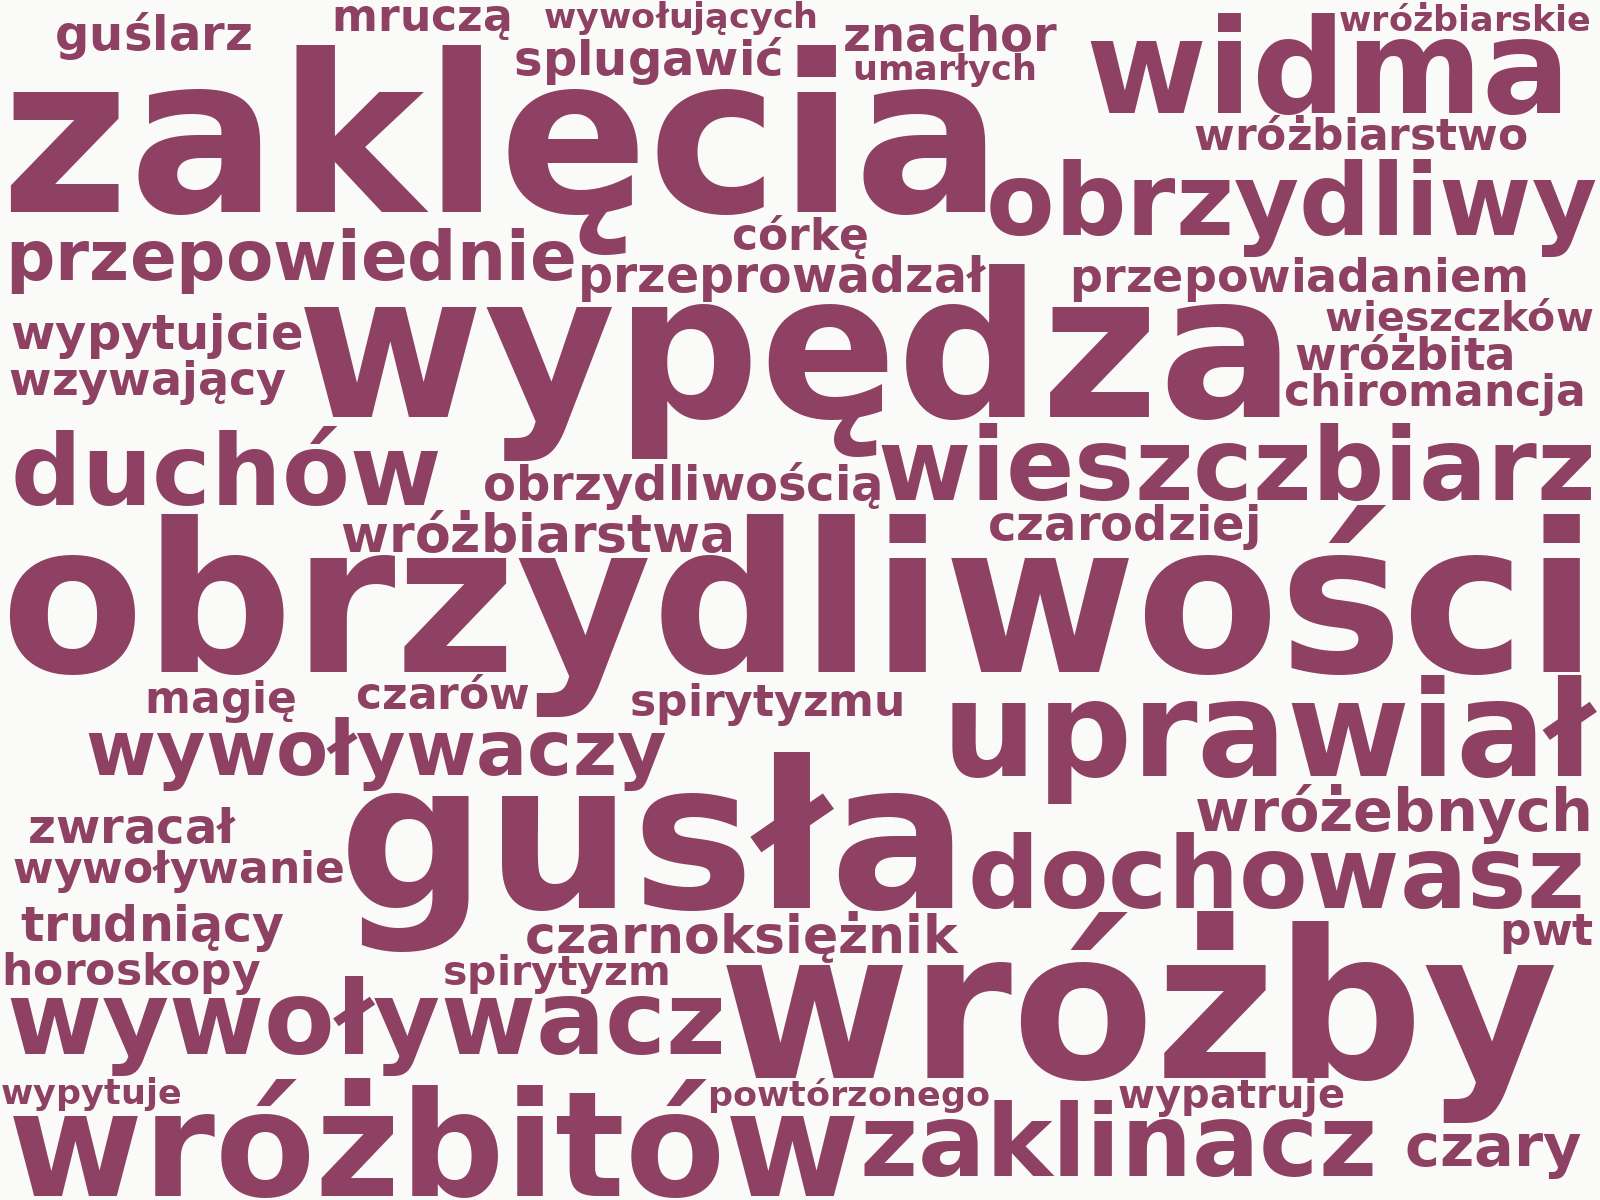 guślarz
mruczą
wywołujących
znachor
wróżbiarskie
splugawić
umarłych
widma
zaklęcia
wróżbiarstwo
obrzydliwy
przepowiednie
córkę
przeprowadzał
przepowiadaniem
wypytujcie
wypędza
wieszczków
wróżbita
wzywający
chiromancja
duchów
obrzydliwością
wieszczbiarz
wróżbiarstwa
czarodziej
obrzydliwości
magię
czarów
spirytyzmu
uprawiał
wywoływaczy
gusła
wróżebnych
zwracał
wywoływanie
dochowasz
trudniący
czarnoksiężnik
pwt
horoskopy
spirytyzm
wywoływacz
wróżby
wypytuje
powtórzonego
wypatruje
wróżbitów
zaklinacz
czary